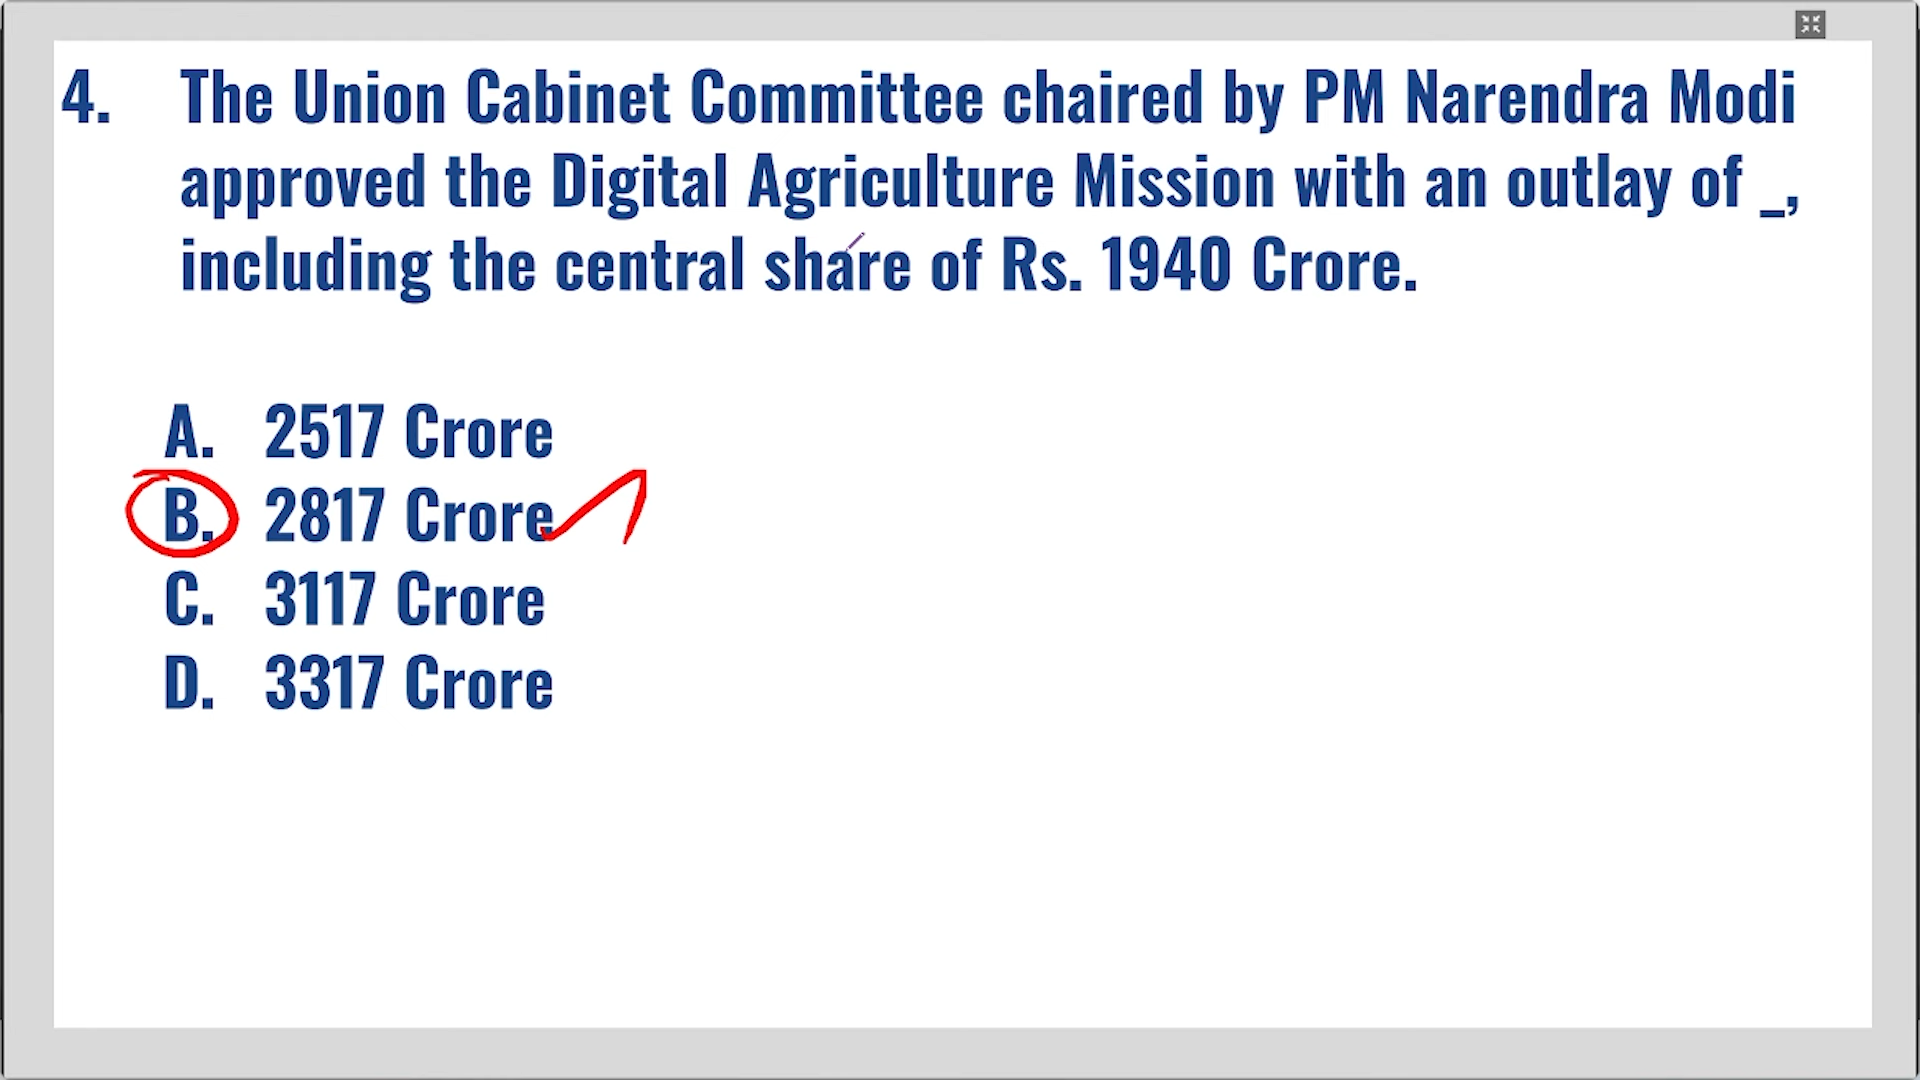 4. The Union Cabinet Committee chaired by PM Narendra Modi
approved the Digital Agriculture Mission with an outlay of _,
including the central share of Rs. 1940 Crore.
A. 2517 Crore
B. 2817 Crore
C. 3117 Crore
D. 3317 Crore